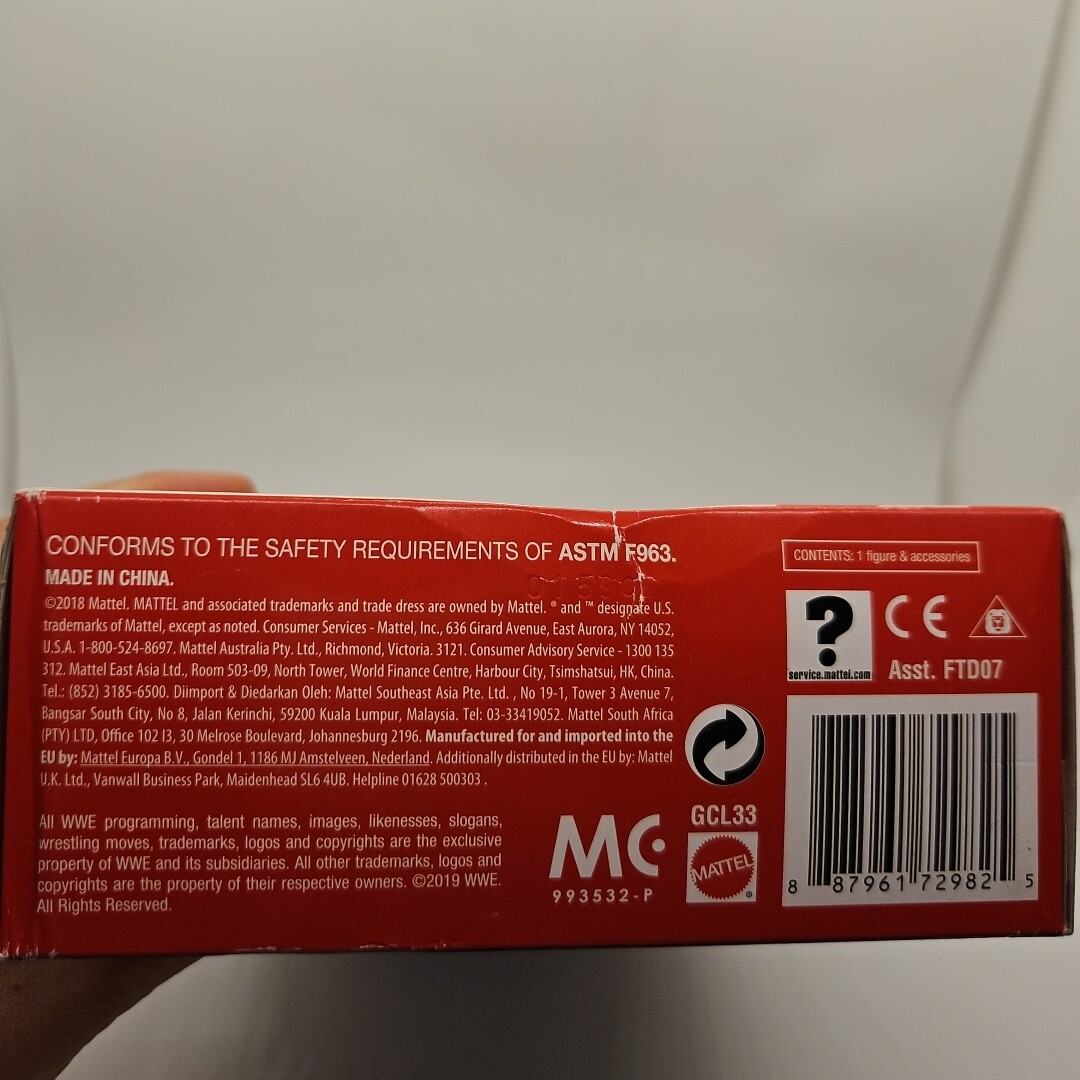 CONFORMS TO THE SAFETY REQUIREMENTS OF ASTM F963.
MADE IN CHINA.
©2018 Mattel. MATTEL and associated trademarks and trade dress are owned by Mattel. ® and ™ designate U.S.
trademarks of Mattel, except as noted. Consumer Services - Mattel, Inc., 636 Girard Avenue, East Aurora, NY 14052,
U.S.A. 1-800-524-8697. Mattel Australia Pty. Ltd., Richmond, Victoria. 3121. Consumer Advisory Service - 1300 135
312. Mattel East Asia Ltd., Room 503-09, North Tower, World Finance Centre, Harbour City, Tsimshatsui, HK, China.
Tel.: (852) 3185-6500. Diimport & Diedarkan Oleh: Mattel Southeast Asia Pte. Ltd. , No 19-1, Tower 3 Avenue 7,
Bangsar South City, No 8, Jalan Kerinchi, 59200 Kuala Lumpur, Malaysia. Tel: 03-33419052. Mattel South Africa
(PTY) LTD, Office 102 I3, 30 Melrose Boulevard, Johannesburg 2196. Manufactured for and imported into the
EU by: Mattel Europa B.V., Gondel 1, 1186 MJ Amstelveen, Nederland. Additionally distributed in the EU by: Mattel
U.K. Ltd., Vanwall Business Park, Maidenhead SL6 4UB. Helpline 01628 500303 .
All WWE programming, talent names, images, likenesses, slogans,
wrestling moves, trademarks, logos and copyrights are the exclusive
property of WWE and its subsidiaries. All other trademarks, logos and
copyrights are the property of their respective owners. ©2019 WWE.
All Rights Reserved.
MC
993532-P
GCL33
MATTEL
®
CONTENTS: 1 figure & accessories
?
service.mattel.com
CE
Asst. FTD07
8 87961 72982 5